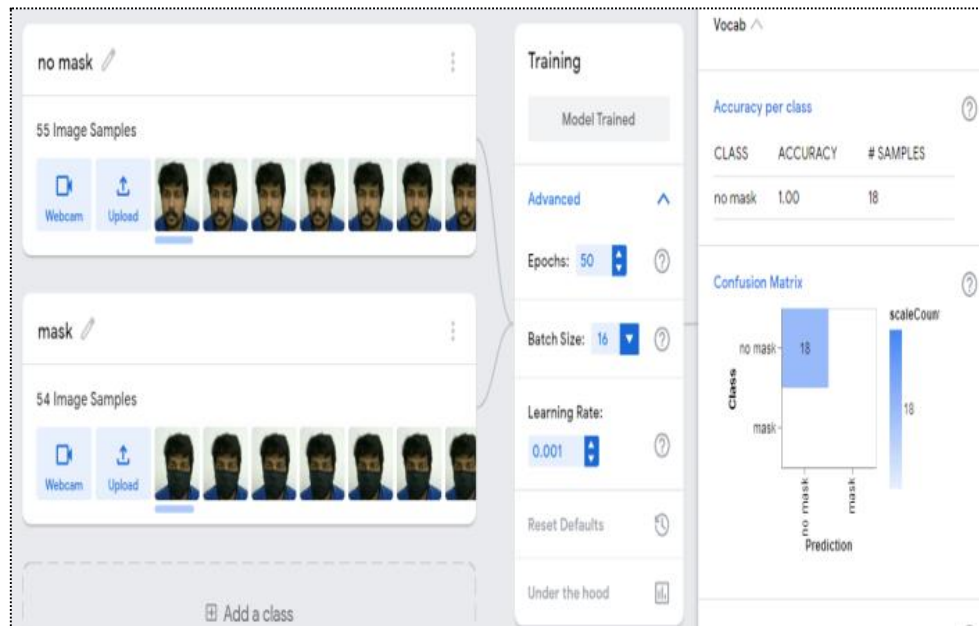 no mask
55 Image Samples
Webcam
Upload
mask
54 Image Samples
Webcam
Upload
Add a class
Training
Model Trained
Advanced
Epochs: 50
Batch Size: 16
Learning Rate:
0.001
Reset Defaults
Under the hood
Vocab
Accuracy per class
CLASS ACCURACY # SAMPLES
no mask 1.00 18
Confusion Matrix
scaleCoun
no mask
18
Class
mask
18
no mask
mask
Prediction